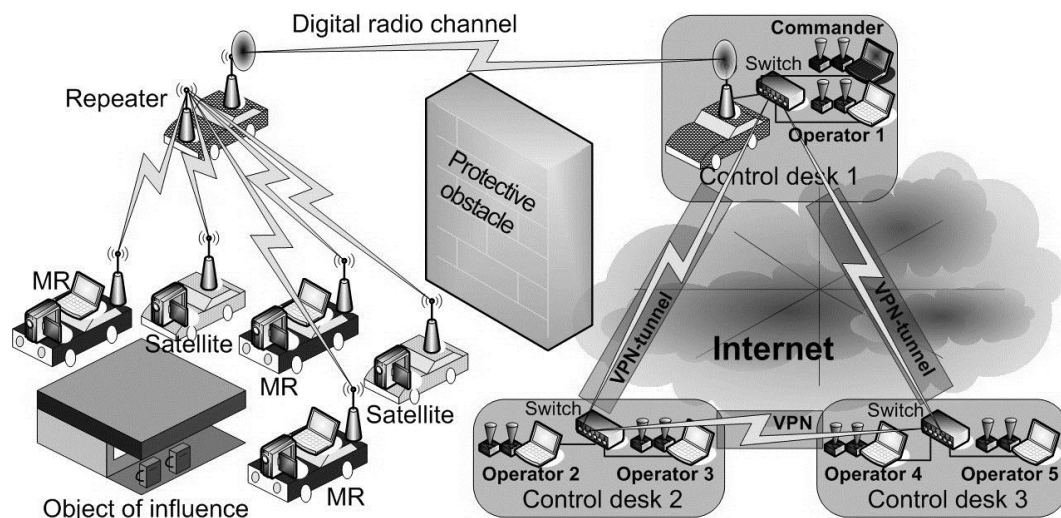 Digital radio channel
Repeater
Commander
Switch
Operator 1
Control desk 1
Protective
obstacle
MR
Satellite
MR
Satellite
MR
Object of influence
VPN-tunnel
VPN-tunnel
Internet
Switch
VPN
Switch
Operator 2
Operator 3
Control desk 2
Operator 4
Operator 5
Control desk 3